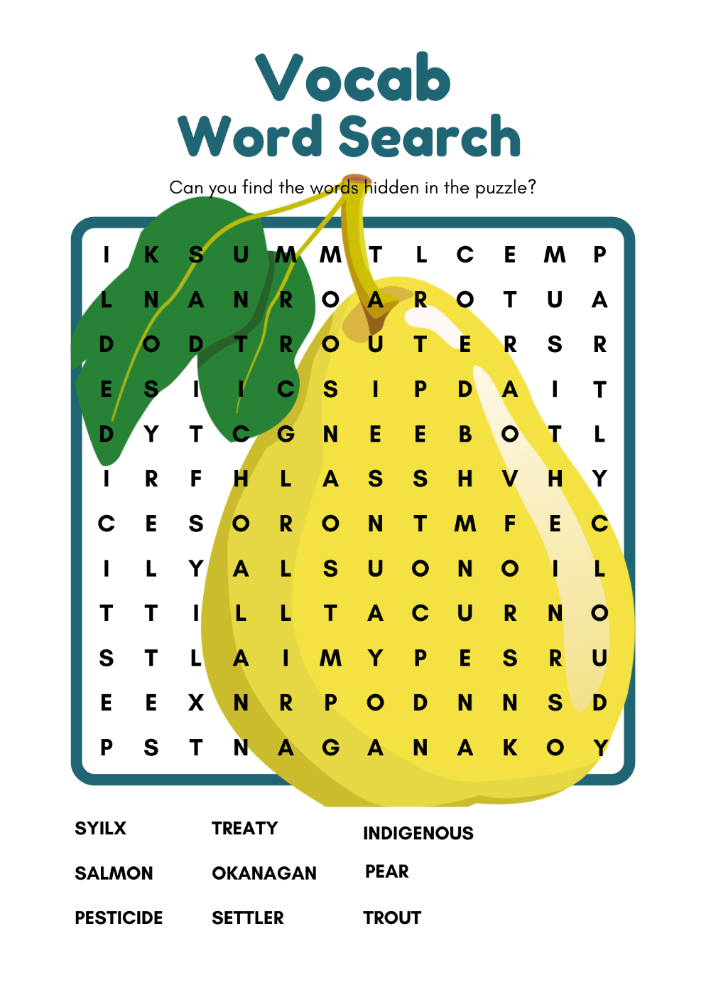 Vocab
Word Search
Can you find the words hidden in the puzzle?
I K S U M M T L C E M P
L N A N R O A R O T U A
D O D T R O U T E R S R
E S I I C S I P D A I T
D Y T C G N E E B O T L
I R F H L A S S H V H Y
C E S O R O N T M F E C
I L Y A L S U O N O I L
T T I L L T A C U R N O
S T L A I M Y P E S R U
E E X N R P O D N N S D
P S T N A G A N A K O Y
SYILX TREATY INDIGENOUS
SALMON OKANAGAN PEAR
PESTICIDE SETTLER TROUT